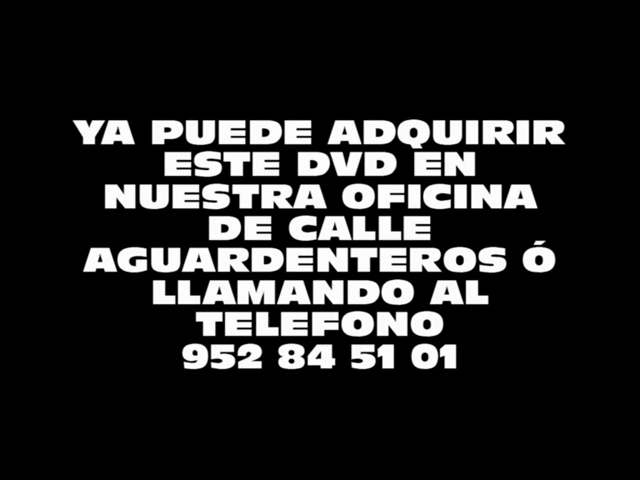 YA PUEDE ADQUIRIR
ESTE DVD EN
NUESTRA OFICINA
DE CALLE
AGUARDENTEROS Ó
LLAMANDO AL
TELEFONO
952 84 51 01